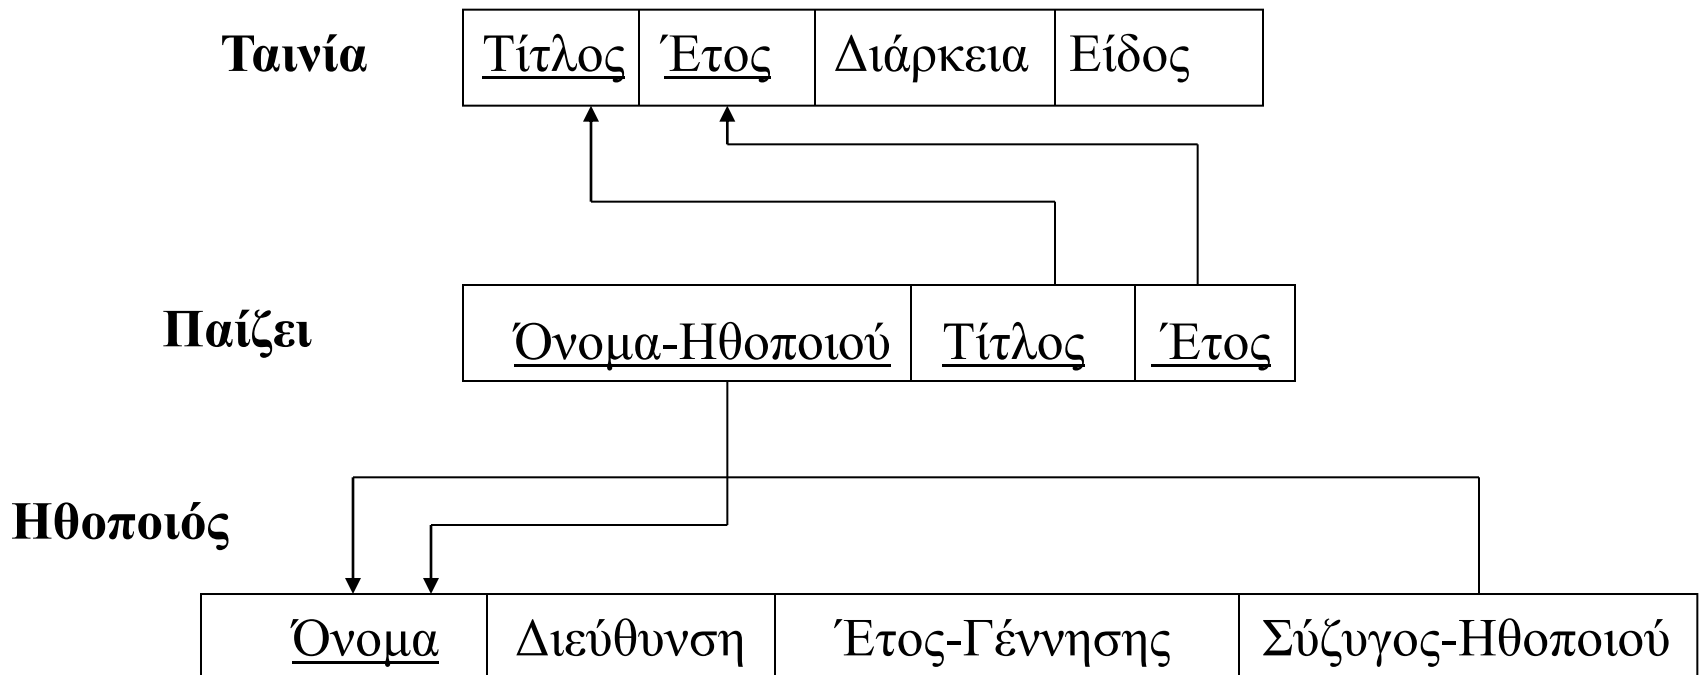 Ταινία Τίτλος Έτος Διάρκεια Είδος
Παίζει Όνομα-Ηθοποιού Τίτλος Έτος
Ηθοποιός
Όνομα Διεύθυνση Έτος-Γέννησης Σύζυγος-Ηθοποιού